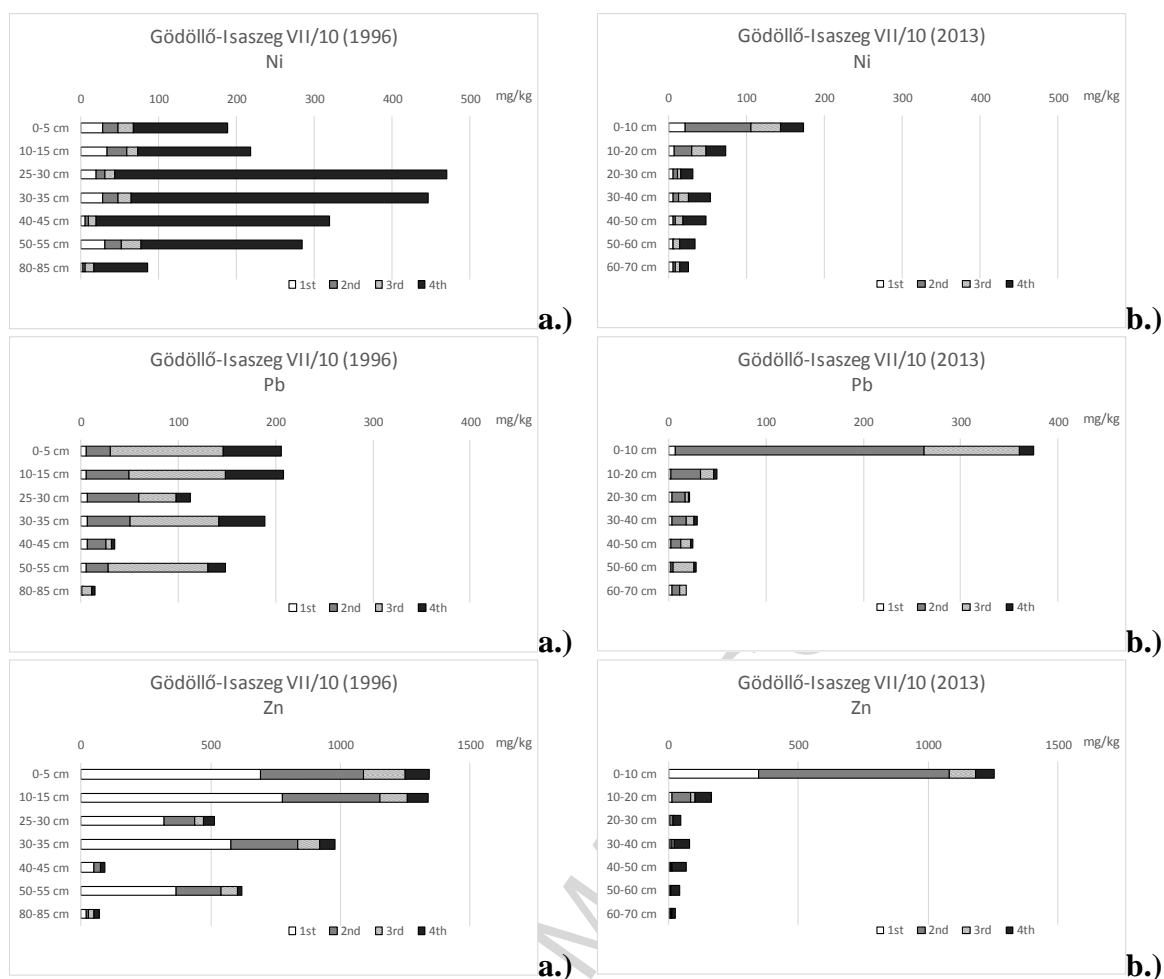 Gödöllő-Isaszeg VII/10 (1996)
Ni
0 100 200 300 400 500 mg/kg
0-5 cm
10-15 cm
25-30 cm
30-35 cm
40-45 cm
50-55 cm
80-85 cm
1st 2nd 3rd 4th
a.)
Gödöllő-Isaszeg VII/10 (2013)
Ni
0 100 200 300 400 500 mg/kg
0-10 cm
10-20 cm
20-30 cm
30-40 cm
40-50 cm
50-60 cm
60-70 cm
1st 2nd 3rd 4th
b.)
Gödöllő-Isaszeg VII/10 (1996)
Pb
0 100 200 300 400 mg/kg
0-5 cm
10-15 cm
25-30 cm
30-35 cm
40-45 cm
50-55 cm
80-85 cm
1st 2nd 3rd 4th
a.)
Gödöllő-Isaszeg VII/10 (2013)
Pb
0 100 200 300 400 mg/kg
0-10 cm
10-20 cm
20-30 cm
30-40 cm
40-50 cm
50-60 cm
60-70 cm
1st 2nd 3rd 4th
b.)
Gödöllő-Isaszeg VII/10 (1996)
Zn
0 500 1000 1500 mg/kg
0-5 cm
10-15 cm
25-30 cm
30-35 cm
40-45 cm
50-55 cm
80-85 cm
1st 2nd 3rd 4th
a.)
Gödöllő-Isaszeg VII/10 (2013)
Zn
0 500 1000 1500 mg/kg
0-10 cm
10-20 cm
20-30 cm
30-40 cm
40-50 cm
50-60 cm
60-70 cm
1st 2nd 3rd 4th
b.)